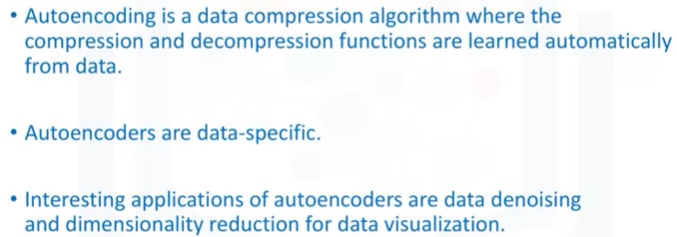 • Autoencoding is a data compression algorithm where the
compression and decompression functions are learned automatically
from data.
• Autoencoders are data-specific.
• Interesting applications of autoencoders are data denoising
and dimensionality reduction for data visualization.